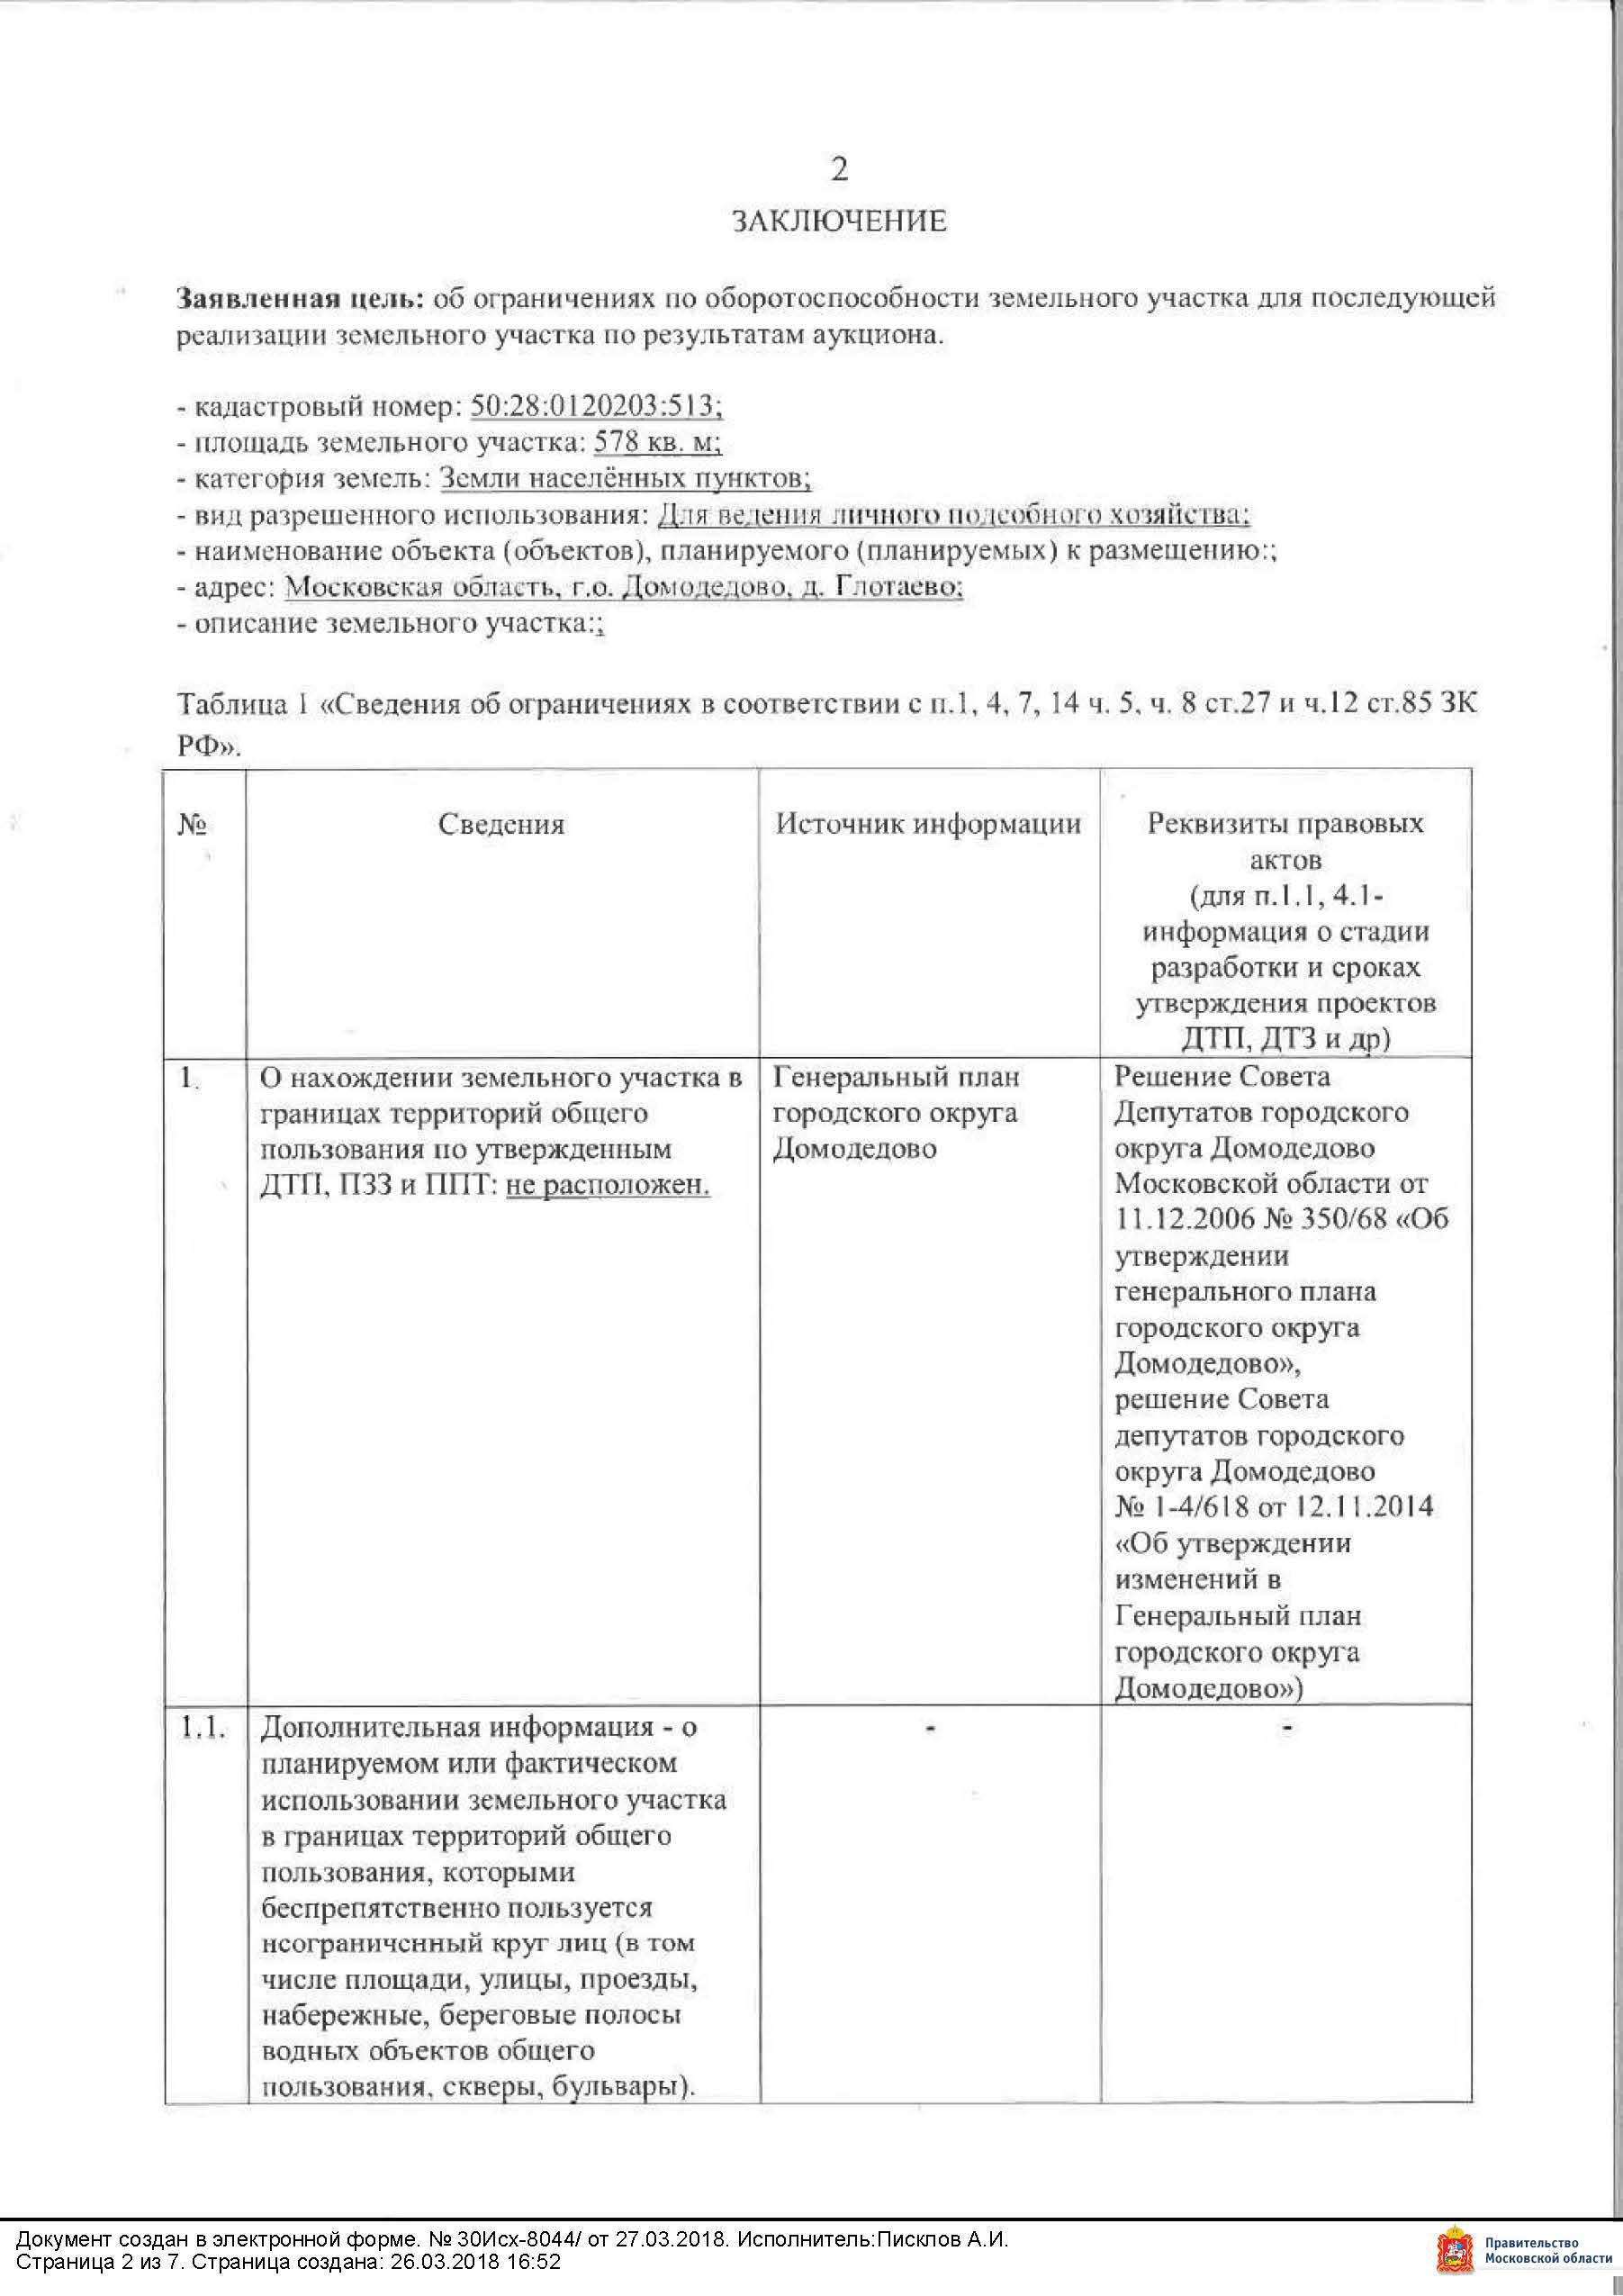 2
ЗАКЛЮЧЕНИЕ
Заявленная цель: об ограничениях по оборотоспособности земельного участка для последующей
реализации земельного участка по результатам аукциона.
- кадастровый номер: 50:28:0120203:513;
- площадь земельного участка: 578 кв. м;
- категория земель: Земли населённых пунктов;
- вид разрешенного использования: Для ведения личного подсобного хозяйства;
- наименование объекта (объектов), планируемого (планируемых) к размещению:;
- адрес: Московская область, г.о. Домодедово, д. Глотаево;
- описание земельного участка:;
Таблица 1 «Сведения об ограничениях в соответствии с п.1, 4, 7, 14 ч. 5, ч. 8 ст.27 и ч.12 ст.85 ЗК
РФ».
№
Сведения
Источник информации
Реквизиты правовых
актов
(для п.1.1, 4.1-
информация о стадии
разработки и сроках
утверждения проектов
ДТП, ДТЗ и др)
1.
О нахождении земельного участка в
границах территорий общего
пользования по утвержденным
ДТП, ПЗЗ и ППТ: не расположен.
Генеральный план
городского округа
Домодедово
Решение Совета
Депутатов городского
округа Домодедово
Московской области от
11.12.2006 № 350/68 «Об
утверждении
генерального плана
городского округа
Домодедово»,
решение Совета
депутатов городского
округа Домодедово
№ 1-4/618 от 12.11.2014
«Об утверждении
изменений в
Генеральный план
городского округа
Домодедово»)
1.1.
Дополнительная информация - о
планируемом или фактическом
использовании земельного участка
в границах территорий общего
пользования, которыми
беспрепятственно пользуется
неограниченный круг лиц (в том
числе площади, улицы, проезды,
набережные, береговые полосы
водных объектов общего
пользования, скверы, бульвары).
-
-
Документ создан в электронной форме. № 30Исх-8044/ от 27.03.2018. Исполнитель:Писклов А.И.
Страница 2 из 7. Страница создана: 26.03.2018 16:52
Правительство
Московской области